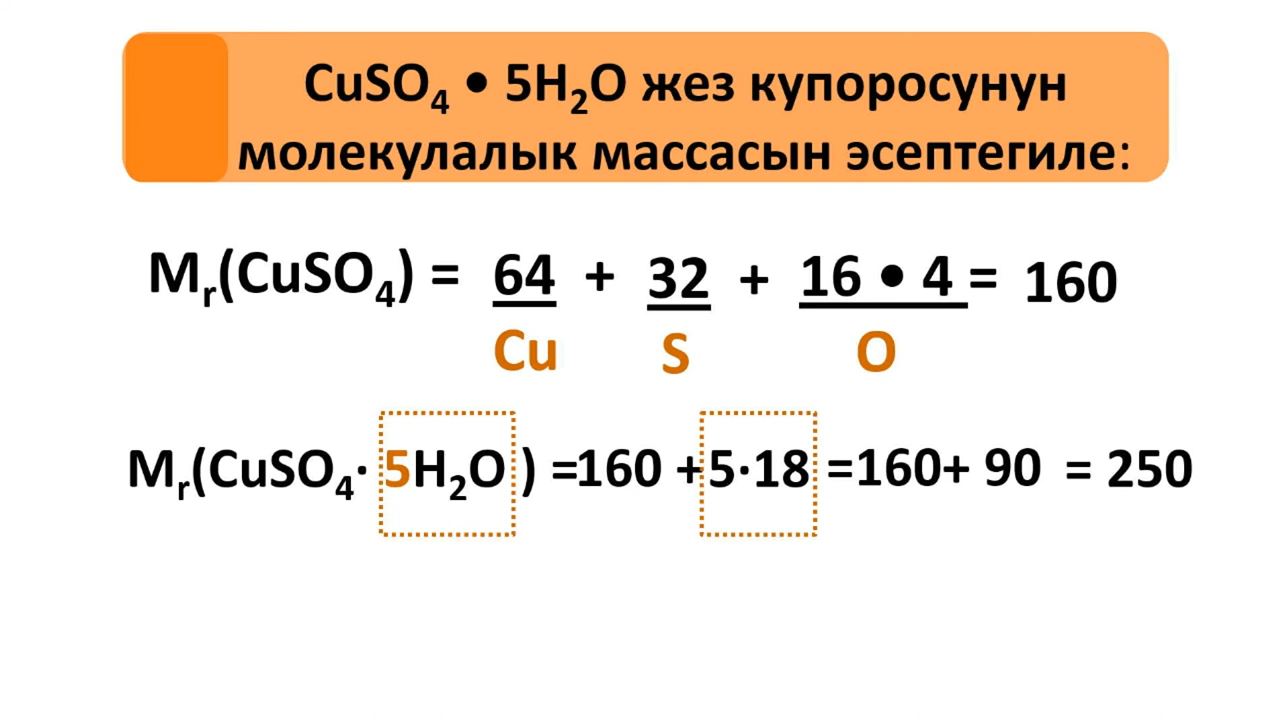 CuSO₄ • 5H₂O жез купоросунун
молекулалык массасын эсептегиле:
Mᵣ(CuSO₄) = 64 + 32 + 16 • 4 = 160
Cu S O
Mᵣ(CuSO₄· 5H₂O ) =160 +5·18 =160+ 90 = 250